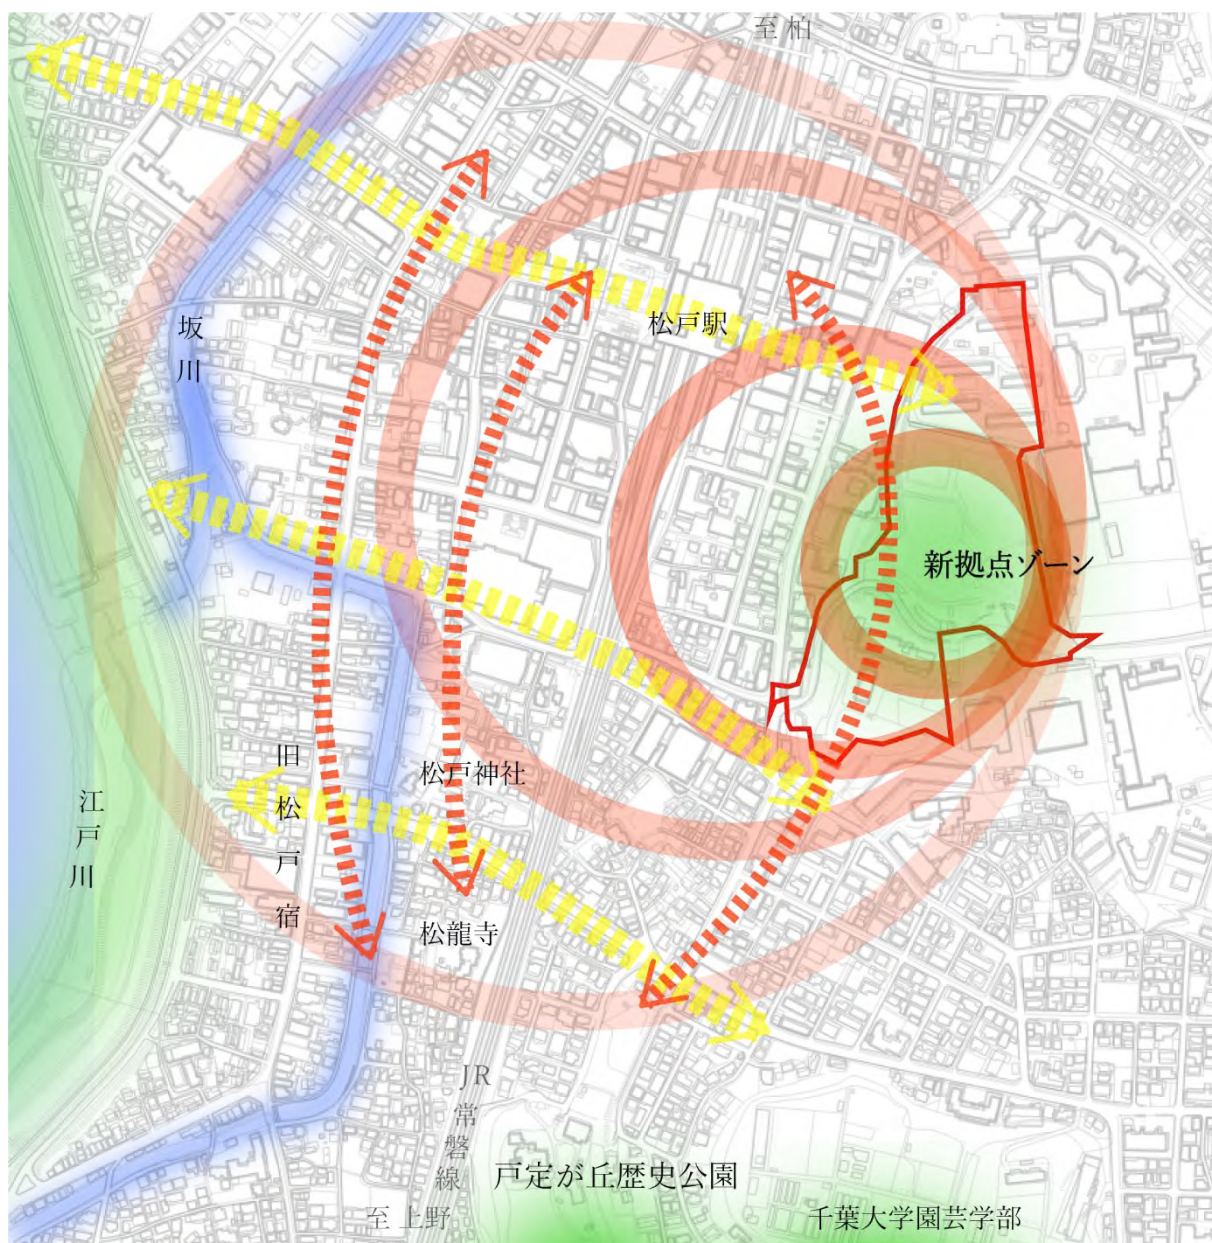 至 柏
坂川
松戸駅
新拠点ゾーン
旧松戸宿
松戸神社
江戸川
松龍寺
JR常磐線
戸定が丘歴史公園
至 上野
千葉大学園芸学部